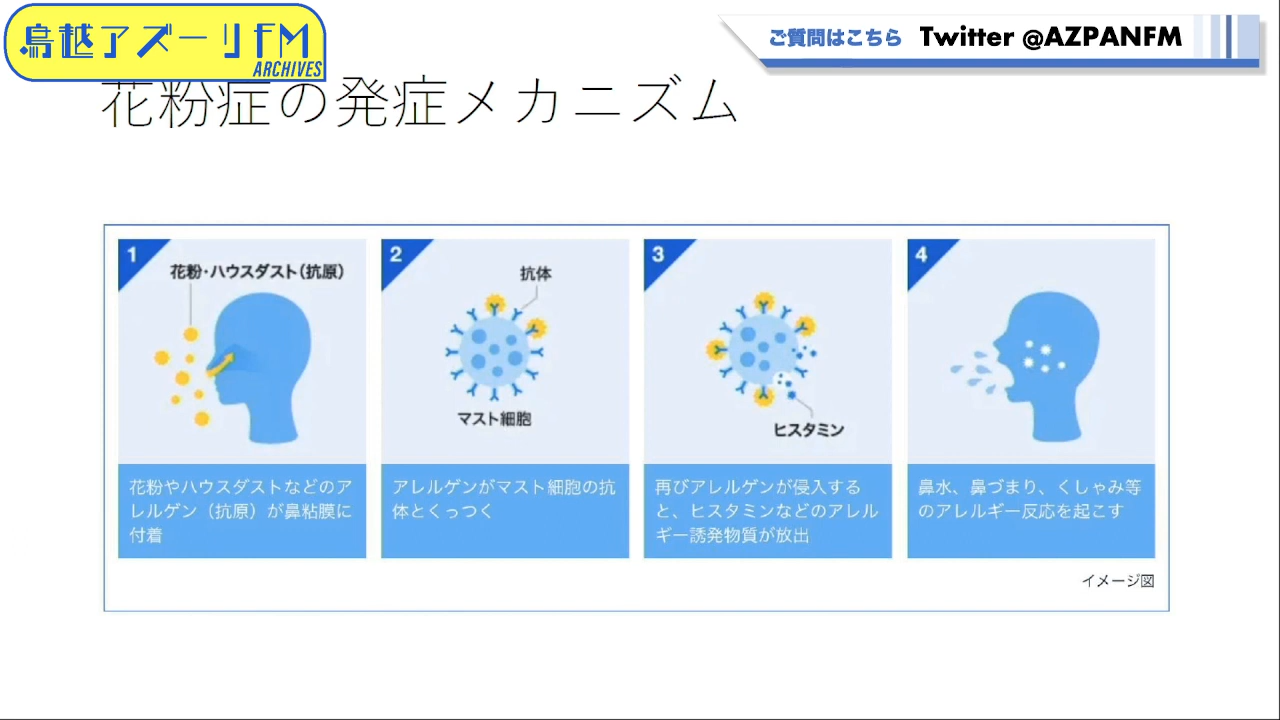 鳥越アズーリFM
ARCHIVES
ご質問はこちら Twitter @AZPANFM
花粉症の発症メカニズム
1
花粉・ハウスダスト(抗原)
花粉やハウスダストなどのア
レルゲン（抗原）が鼻粘膜に
付着
2
抗体
マスト細胞
アレルゲンがマスト細胞の抗
体とくっつく
3
ヒスタミン
再びアレルゲンが侵入する
と、ヒスタミンなどのアレル
ギー誘発物質が放出
4
鼻水、鼻づまり、くしゃみ等
のアレルギー反応を起こす
イメージ図